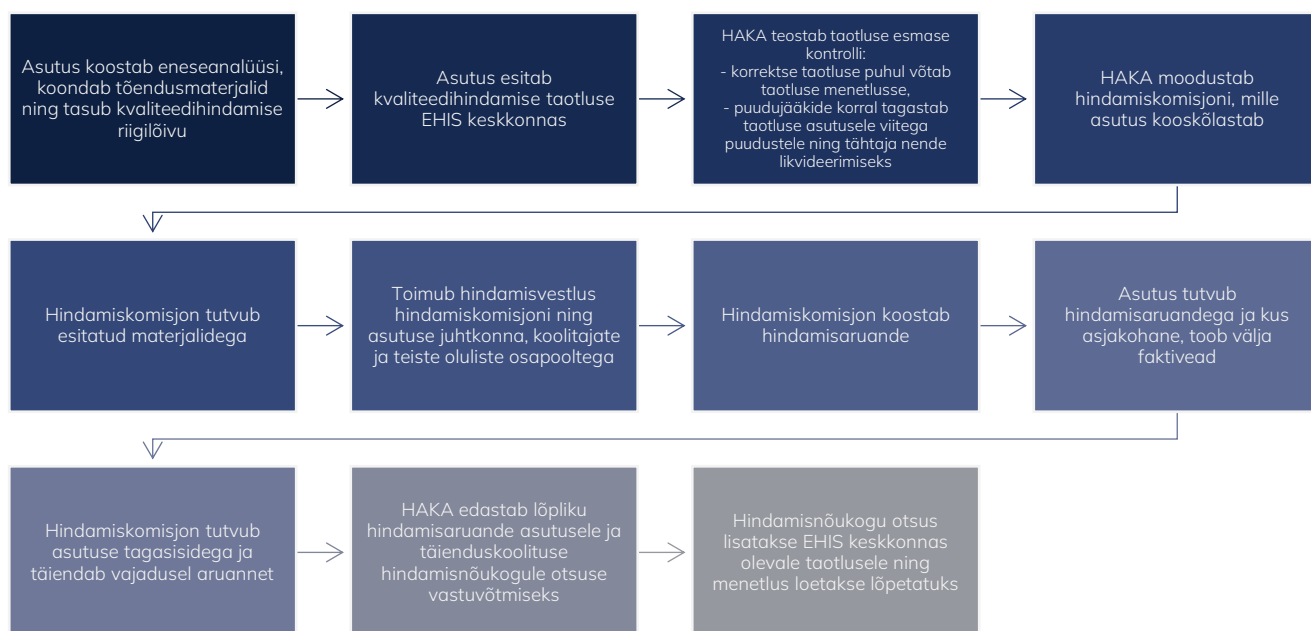 Asutus koostab eneseanalüüsi,
koondab tõendusmaterjalid
ning tasub kvaliteedihindamise
riigilõivu
Asutus esitab
kvaliteedihindamise taotluse
EHIS keskkonnas
HAKA teostab taotluse esmase
kontrolli:
- korrektse taotluse puhul võtab
taotluse menetlusse,
- puudujääkide korral tagastab
taotluse asutusele viitega
puudustele ning tähtaja nende
likvideerimiseks
HAKA moodustab
hindamiskomisjoni, mille
asutus kooskõlastab
Hindamiskomisjon tutvub
esitatud materjalidega
Toimub hindamisvestlus
hindamiskomisjoni ning
asutuse juhtkonna, koolitajate
ja teiste oluliste osapooltega
Hindamiskomisjon koostab
hindamisaruande
Asutus tutvub
hindamisaruandega ja kus
asjakohane, toob välja
faktivead
Hindamiskomisjon tutvub
asutuse tagasisidega ja
täiendab vajadusel aruannet
HAKA edastab lõpliku
hindamisaruande asutusele ja
täienduskoolituse
hindamisnõukogule otsuse
vastuvõtmiseks
Hindamisnõukogu otsus
lisatakse EHIS keskkonnas
olevale taotlusele ning
menetlus loetakse lõpetatuks